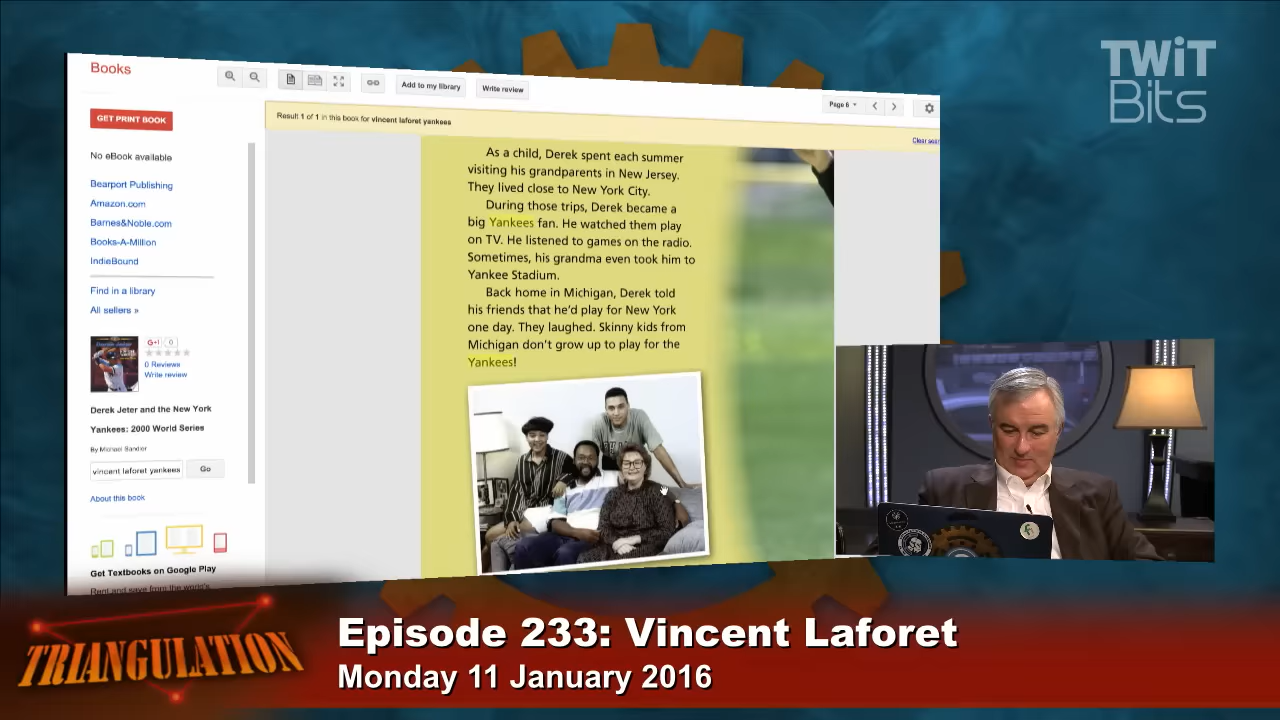 TWiT
Bits
Books
Add to my library
Write review
Page 6
GET PRINT BOOK
Result 1 of 1 in this book for vincent laforet yankees
No eBook available
Bearport Publishing
Amazon.com
Barnes&Noble.com
Books-A-Million
IndieBound
Find in a library
All sellers »
G+1 0
0 Reviews
Write review
Derek Jeter and the New York
Yankees: 2000 World Series
By Michael Sandler
vincent laforet yankees
Go
About this book
Get Textbooks on Google Play
Rent and save from the world's
As a child, Derek spent each summer
visiting his grandparents in New Jersey.
They lived close to New York City.
During those trips, Derek became a
big Yankees fan. He watched them play
on TV. He listened to games on the radio.
Sometimes, his grandma even took him to
Yankee Stadium.
Back home in Michigan, Derek told
his friends that he'd play for New York
one day. They laughed. Skinny kids from
Michigan don't grow up to play for the
Yankees!
TRIANGULATION
Episode 233: Vincent Laforet
Monday 11 January 2016